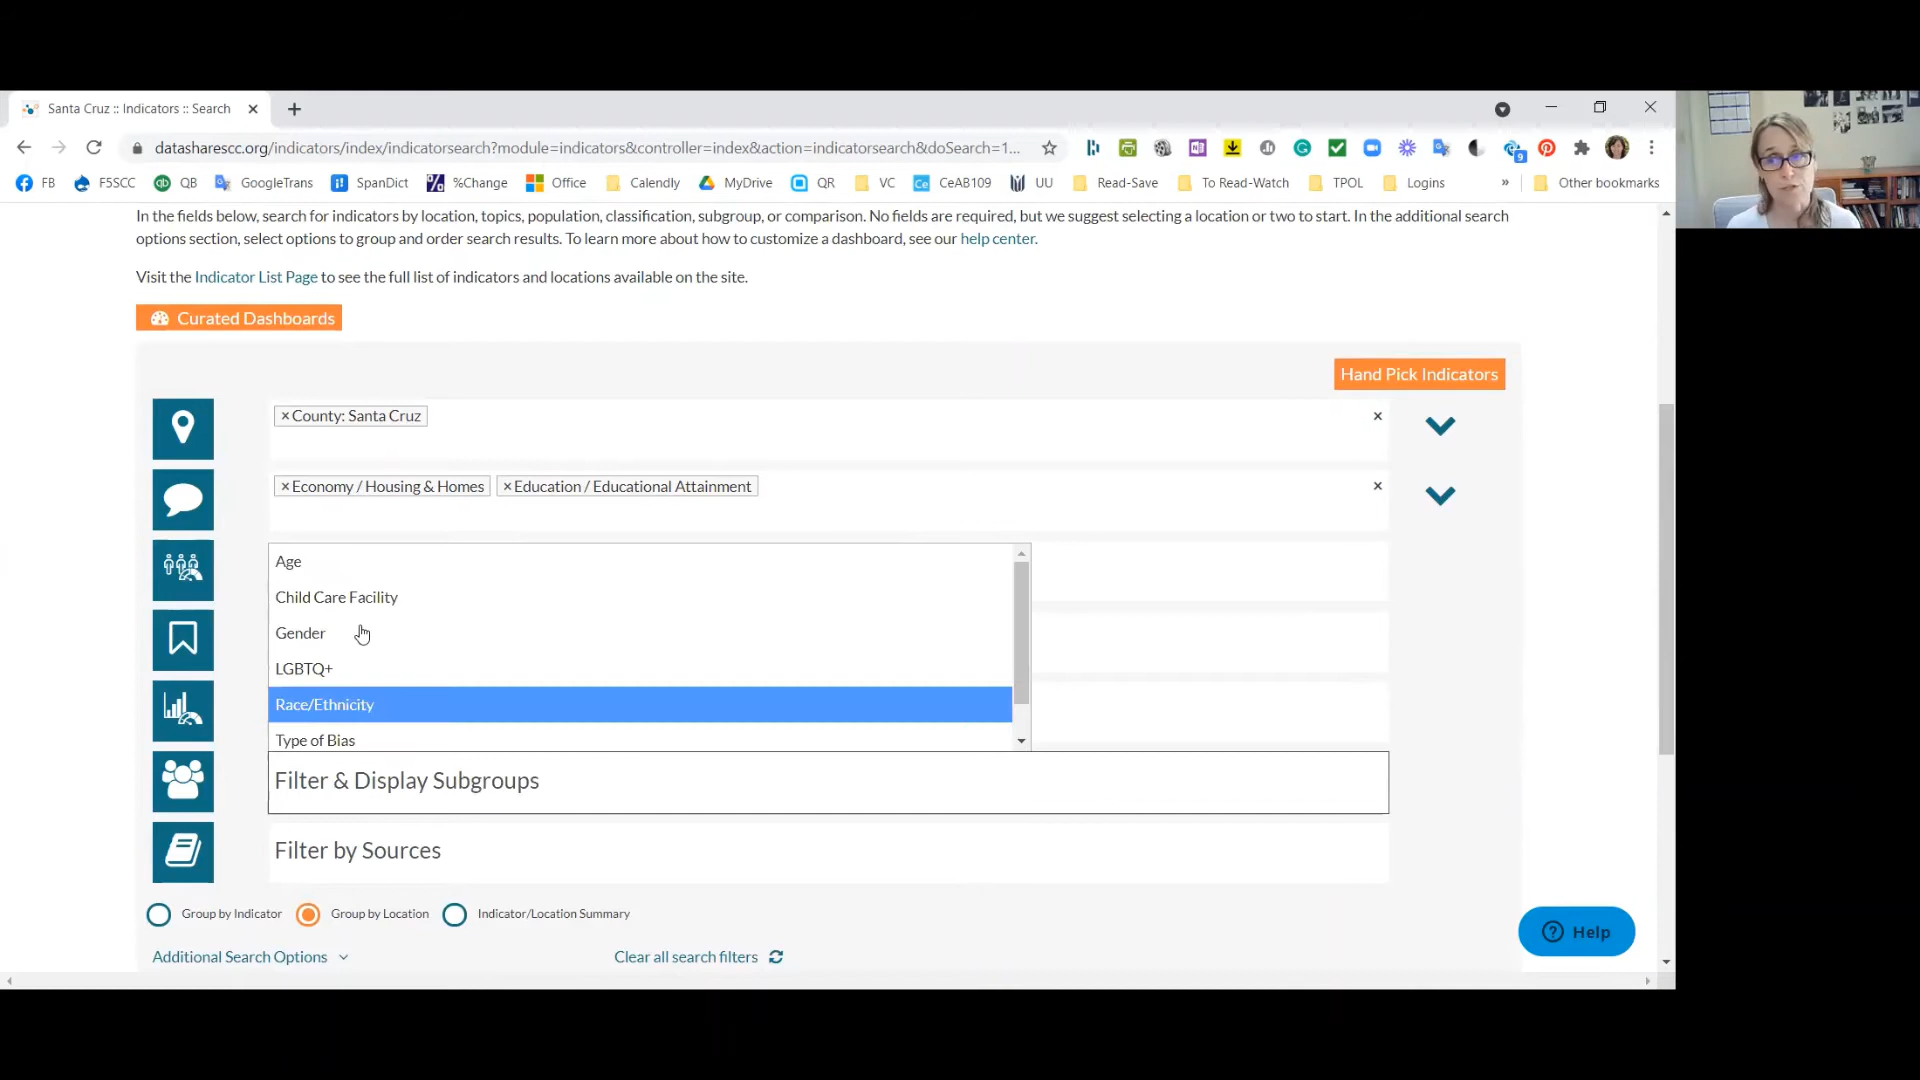 Santa Cruz :: Indicators :: Search
datasharescc.org/indicators/index/indicatorsearch?module=indicators&controller=index&action=indicatorsearch&doSearch=1...
9
FB F5SCC QB GoogleTrans SpanDict %Change Office Calendly MyDrive QR VC CeAB109 UU Read-Save To Read-Watch TPOL Logins » Other bookmarks
In the fields below, search for indicators by location, topics, population, classification, subgroup, or comparison. No fields are required, but we suggest selecting a location or two to start. In the additional search
options section, select options to group and order search results. To learn more about how to customize a dashboard, see our help center.
Visit the Indicator List Page to see the full list of indicators and locations available on the site.
Curated Dashboards
Hand Pick Indicators
×County: Santa Cruz
×Economy / Housing & Homes ×Education / Educational Attainment
Age
Child Care Facility
Gender
LGBTQ+
Race/Ethnicity
Type of Bias
Filter & Display Subgroups
Filter by Sources
Group by Indicator Group by Location Indicator/Location Summary
Additional Search Options Clear all search filters
Help